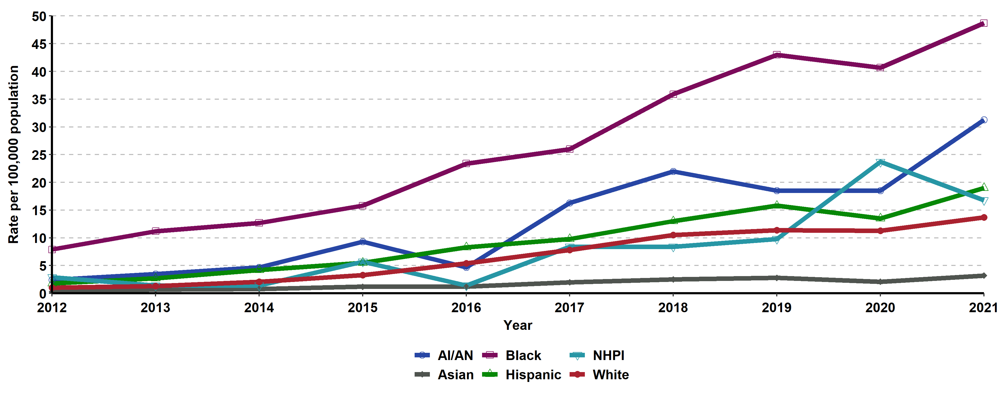 50
45
40
35
30
25
20
15
10
5
0
Rate per 100,000 population
2012 2013 2014 2015 2016 2017 2018 2019 2020 2021
Year
AI/AN Black NHPI
Asian Hispanic White